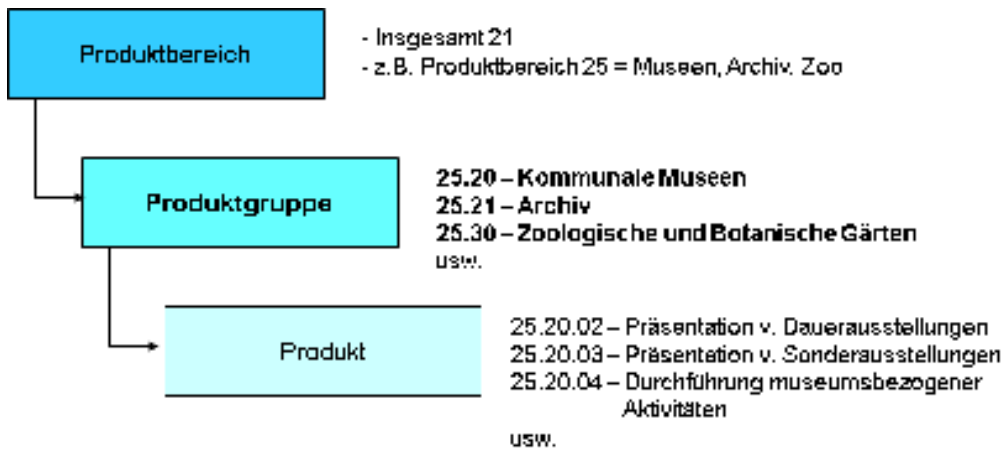 Produktbereich
- Insgesamt 21
- z.B. Produktbereich 25 = Museen, Archiv. Zoo
Produktgruppe
25.20 – Kommunale Museen
25.21 – Archiv
25.30 – Zoologische und Botanische Gärten
usw.
Produkt
25.20.02 – Präsentation v. Dauerausstellungen
25.20.03 – Präsentation v. Sonderausstellungen
25.20.04 – Durchführung museumsbezogener
Aktivitäten
usw.